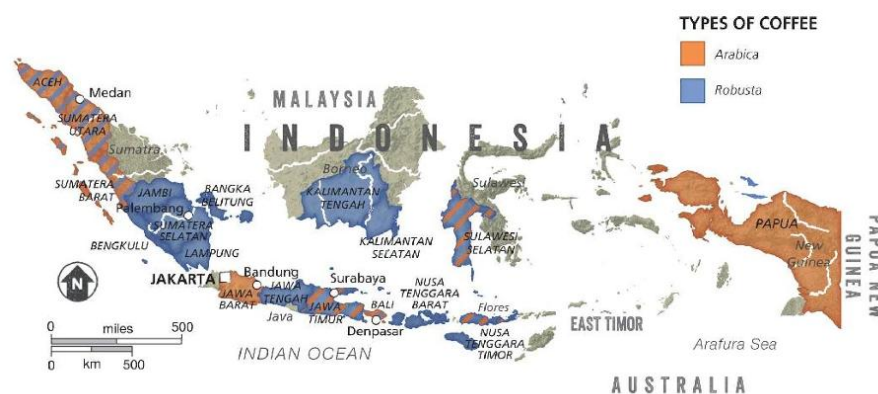 TYPES OF COFFEE
Arabica
Robusta
ACEH
Medan
MALAYSIA
SUMATERA
UTARA
INDONESIA
Sumatra
Borneo
SUMATERA
BARAT
JAMBI
BANGKA
BELITUNG
KALIMANTAN
TENGAH
Sulawesi
Palembang
SUMATERA
SELATAN
BENGKULU
LAMPUNG
KALIMANTAN
SELATAN
SULAWESI
SELATAN
PAPUA
New
Guinea
PAPUA NEW
GUINEA
JAKARTA
Bandung
Surabaya
JAWA
BARAT
JAWA
TENGAH
JAWA
TIMUR
Java
BALI
Denpasar
NUSA
TENGGARA
BARAT
Flores
NUSA
TENGGARA
TIMOR
EAST TIMOR
N
0 miles 500
0 km 500
INDIAN OCEAN
Arafura Sea
AUSTRALIA